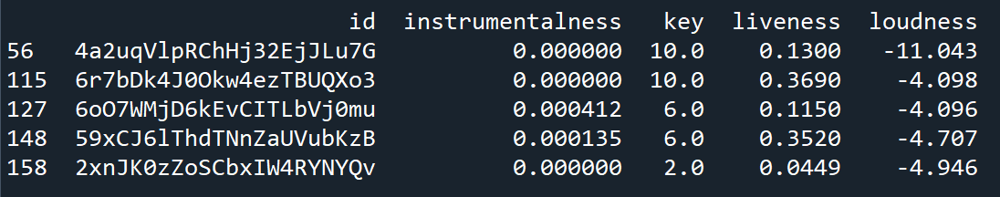 id instrumentalness key liveness loudness
56 4a2uqVlpRChHj32EjJLu7G 0.000000 10.0 0.1300 -11.043
115 6r7bDk4J0Okw4ezTBUQXo3 0.000000 10.0 0.3690 -4.098
127 6oO7WMjD6kEvCITLbVj0mu 0.000412 6.0 0.1150 -4.096
148 59xCJ6lThdTNnZaUVubKzB 0.000135 6.0 0.3520 -4.707
158 2xnJK0zZoSCbxIW4RYNYQv 0.000000 2.0 0.0449 -4.946